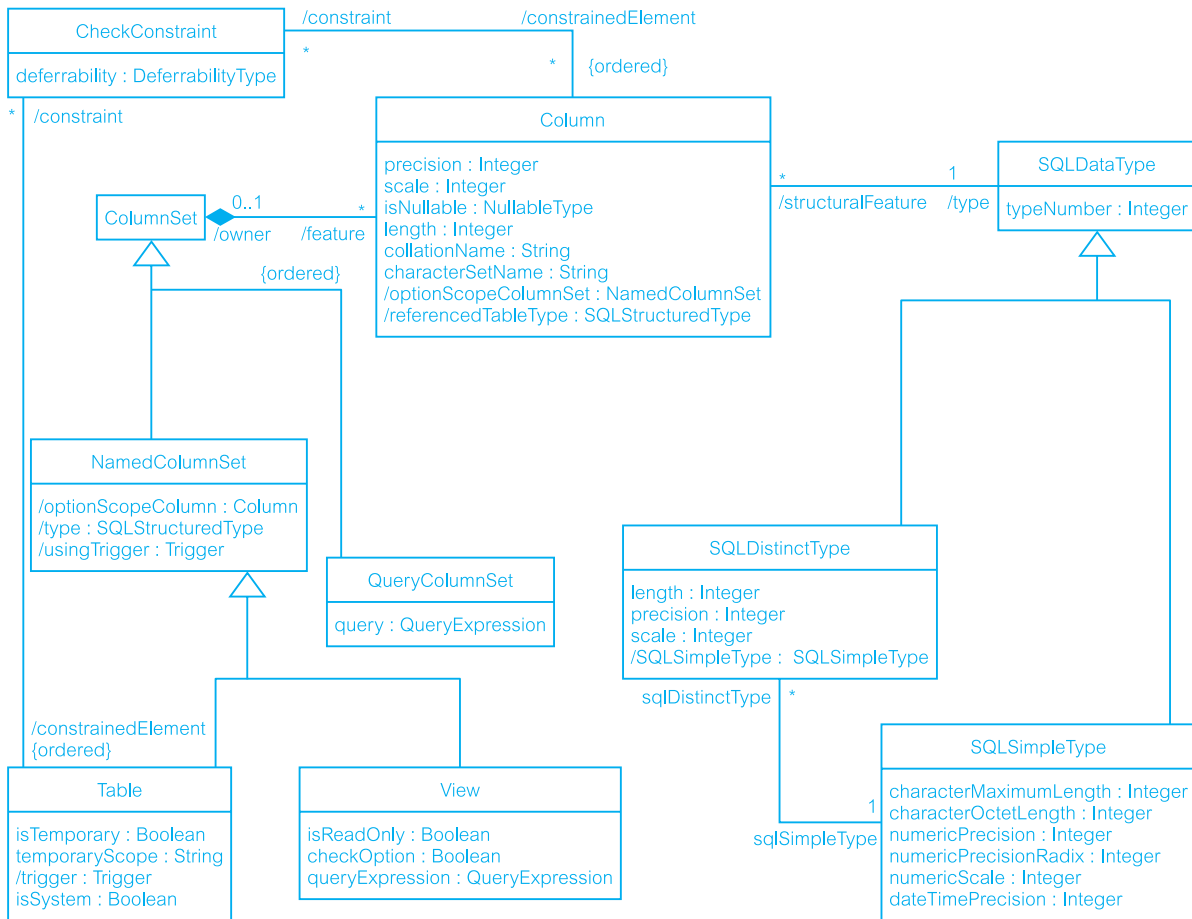 /constraint
/constrainedElement
CheckConstraint
deferrability : DeferrabilityType
*
*
{ordered}
*
/constraint
Column
precision : Integer
scale : Integer
isNullable : NullableType
length : Integer
collationName : String
characterSetName : String
/optionScopeColumnSet : NamedColumnSet
/referencedTableType : SQLStructuredType
SQLDataType
typeNumber : Integer
*
1
/structuralFeature
/type
ColumnSet
0..1
*
/owner
/feature
{ordered}
NamedColumnSet
/optionScopeColumn : Column
/type : SQLStructuredType
/usingTrigger : Trigger
QueryColumnSet
query : QueryExpression
SQLDistinctType
length : Integer
precision : Integer
scale : Integer
/SQLSimpleType : SQLSimpleType
sqlDistinctType
*
/constrainedElement
{ordered}
Table
isTemporary : Boolean
temporaryScope : String
/trigger : Trigger
isSystem : Boolean
View
isReadOnly : Boolean
checkOption : Boolean
queryExpression : QueryExpression
1
sqlSimpleType
SQLSimpleType
characterMaximumLength : Integer
characterOctetLength : Integer
numericPrecision : Integer
numericPrecisionRadix : Integer
numericScale : Integer
dateTimePrecision : Integer